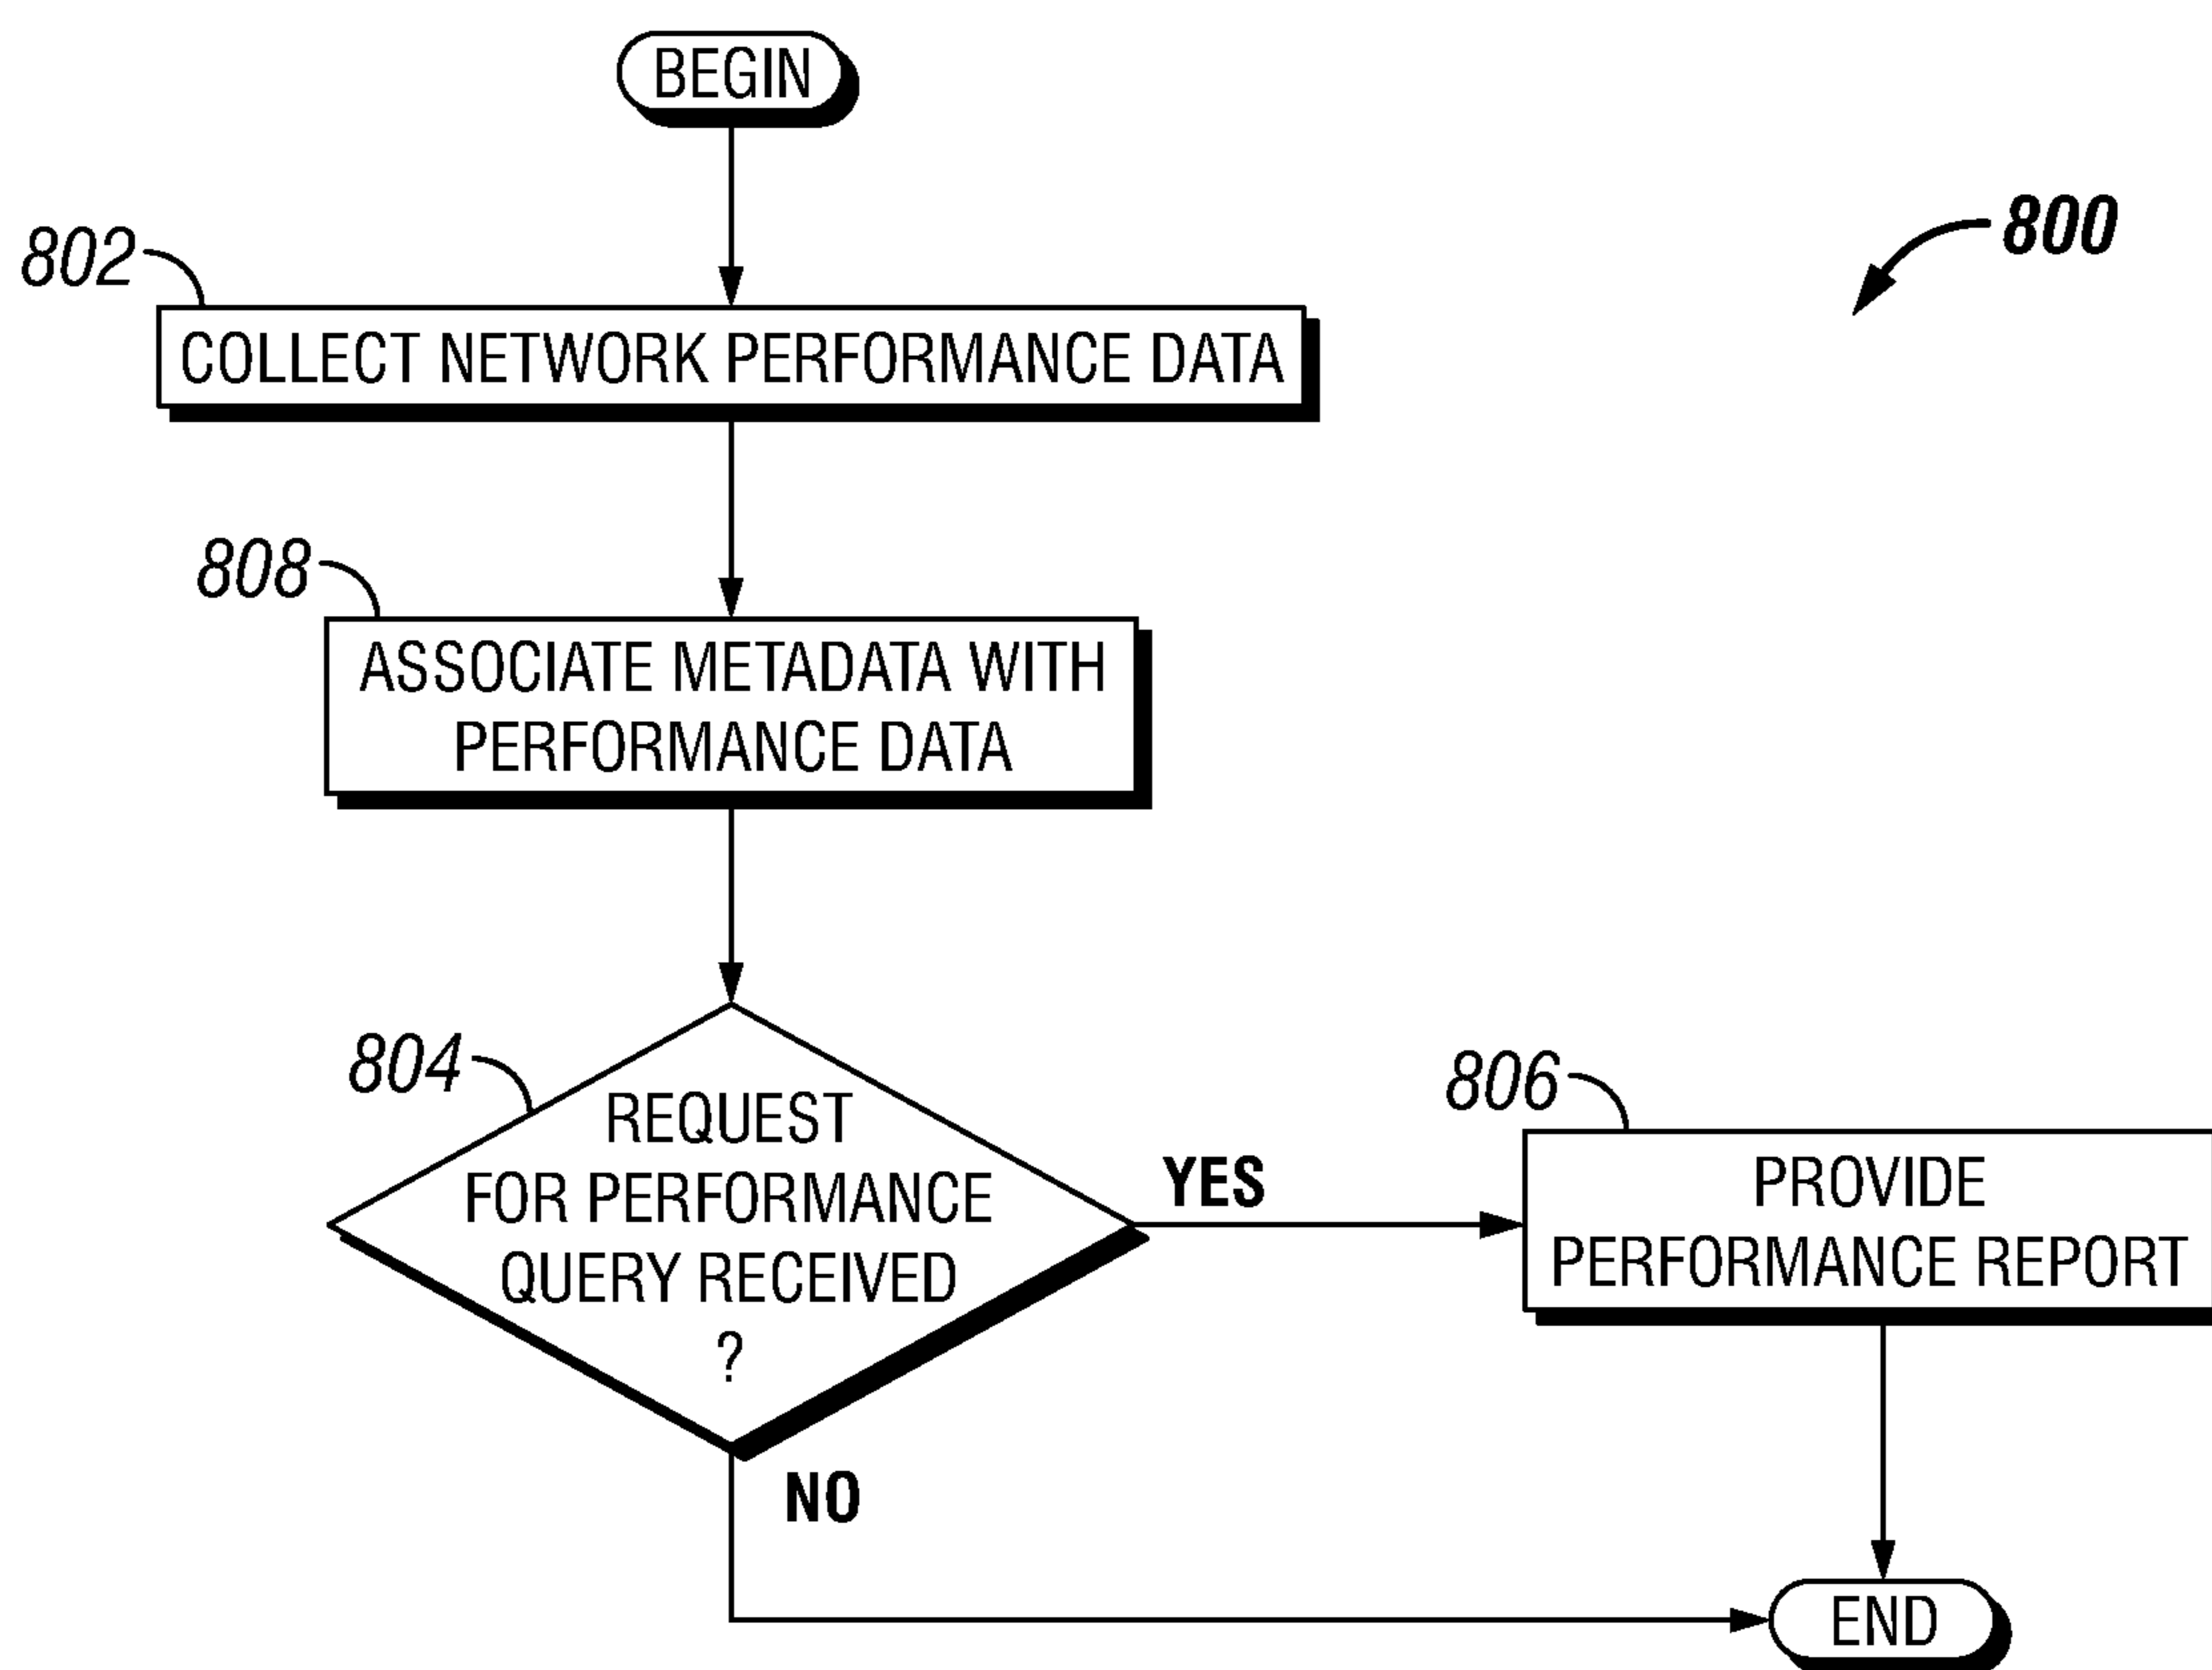 BEGIN
800
802
COLLECT NETWORK PERFORMANCE DATA
808
ASSOCIATE METADATA WITH
PERFORMANCE DATA
804
REQUEST
FOR PERFORMANCE
QUERY RECEIVED
?
YES
NO
806
PROVIDE
PERFORMANCE REPORT
END